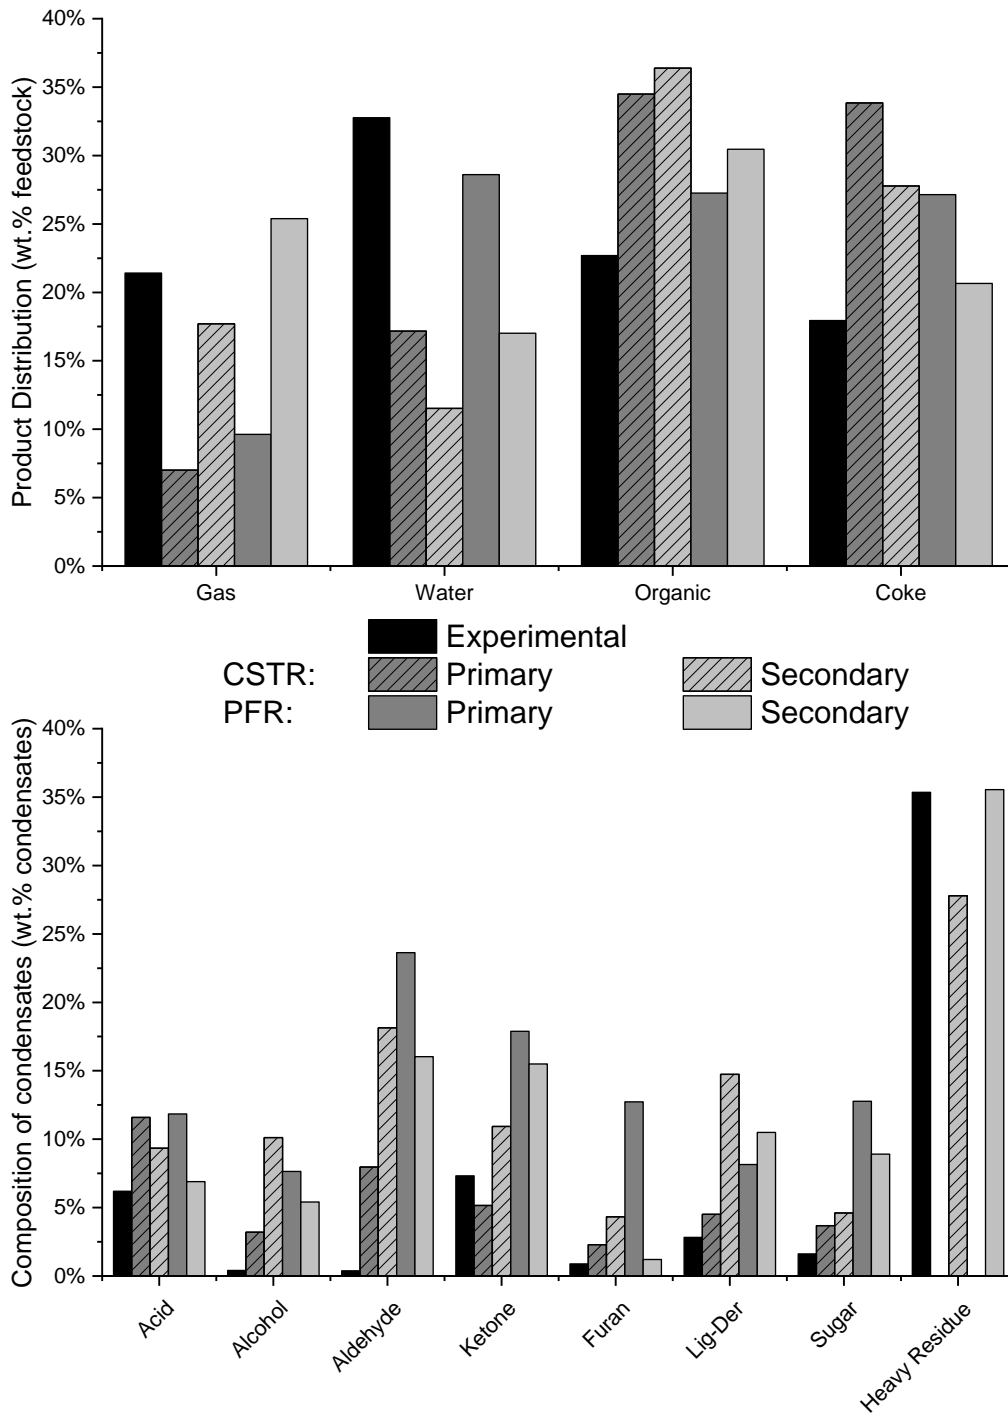 Product Distribution (wt.% feedstock)
40%
35%
30%
25%
20%
15%
10%
5%
0%
Gas Water Organic Coke
Experimental
CSTR: Primary Secondary
PFR: Primary Secondary
Composition of condensates (wt.% condensates)
40%
35%
30%
25%
20%
15%
10%
5%
0%
Acid
Alcohol
Aldehyde
Ketone
Furan
Lig-Der
Sugar
Heavy Residue